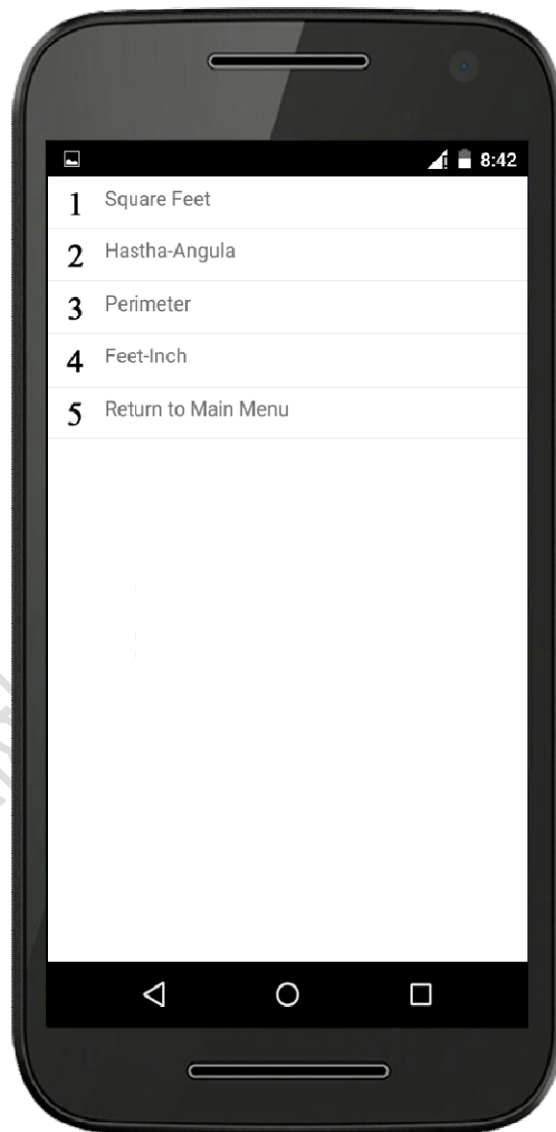 8:42
1 Square Feet
2 Hastha-Angula
3 Perimeter
4 Feet-Inch
5 Return to Main Menu